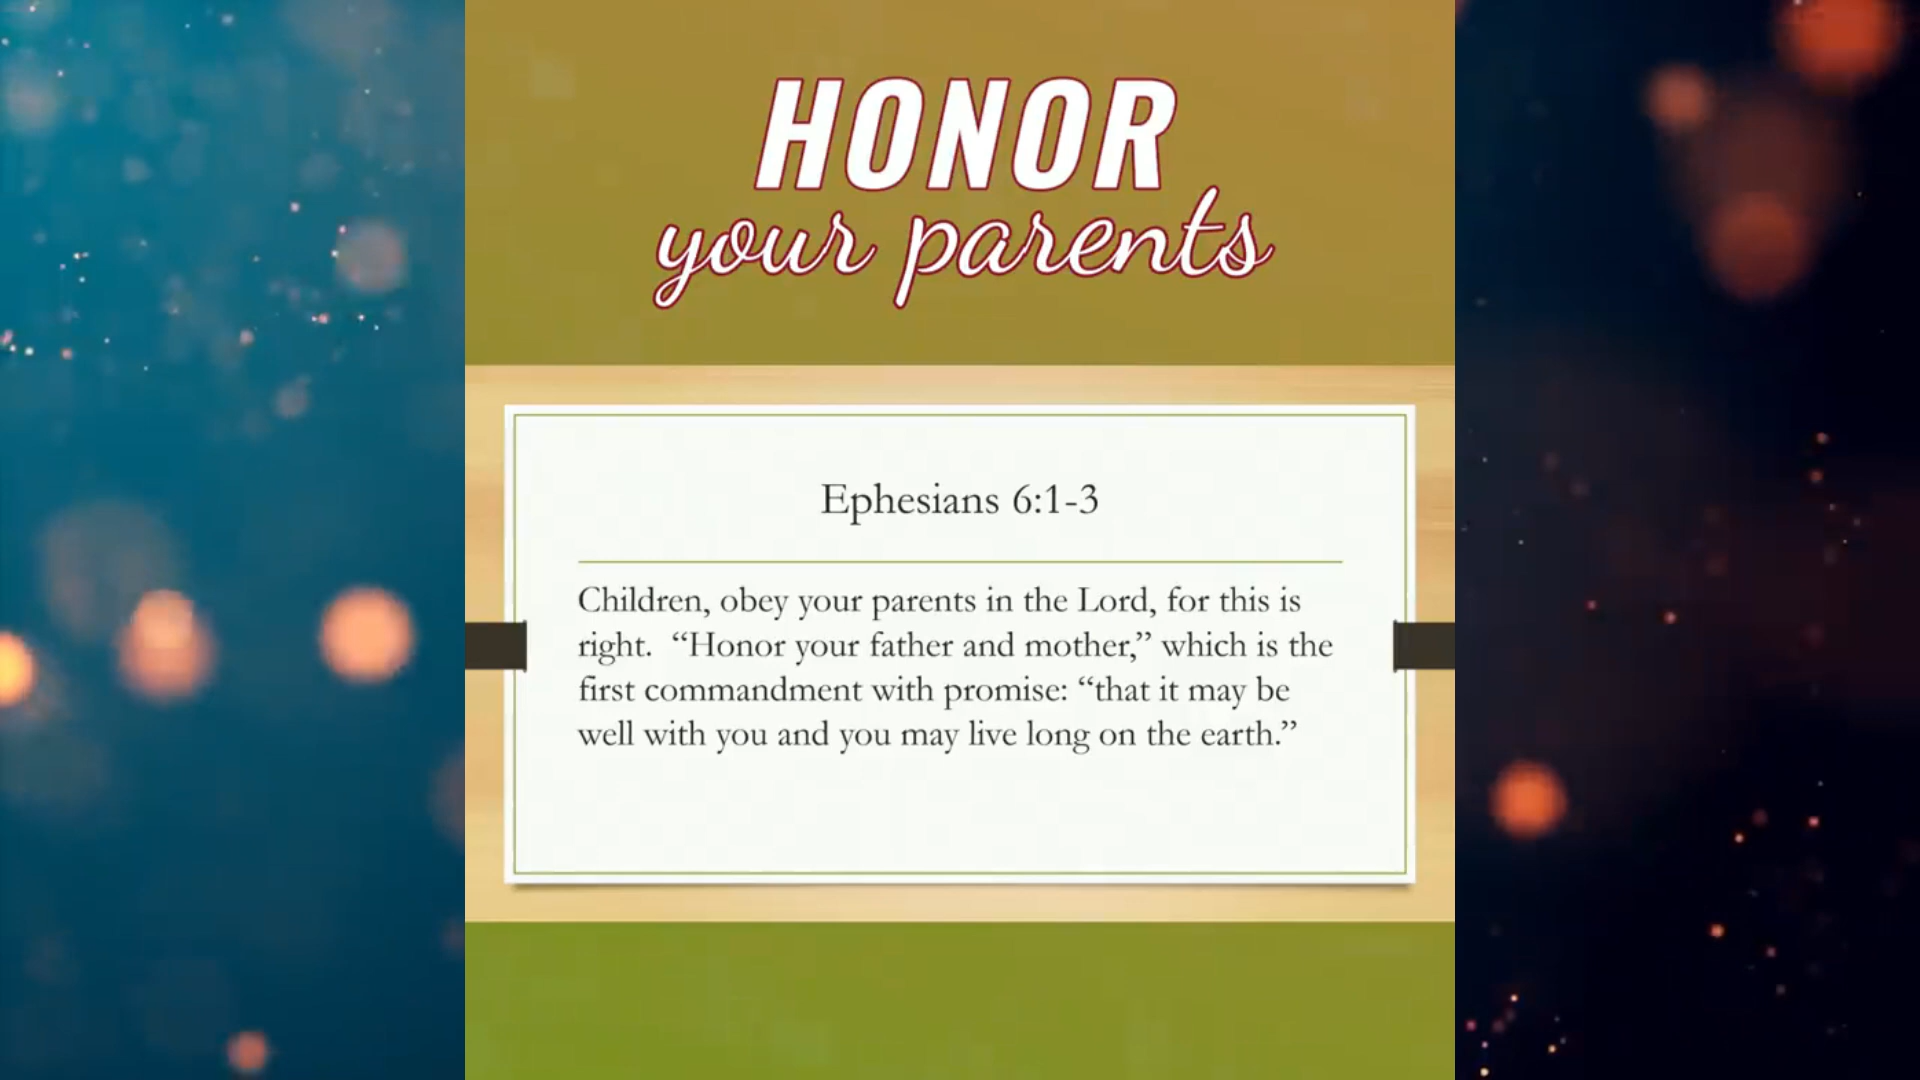 HONOR
your parents
Ephesians 6:1-3
Children, obey your parents in the Lord, for this is
right.  “Honor your father and mother,” which is the
first commandment with promise: “that it may be
well with you and you may live long on the earth.”